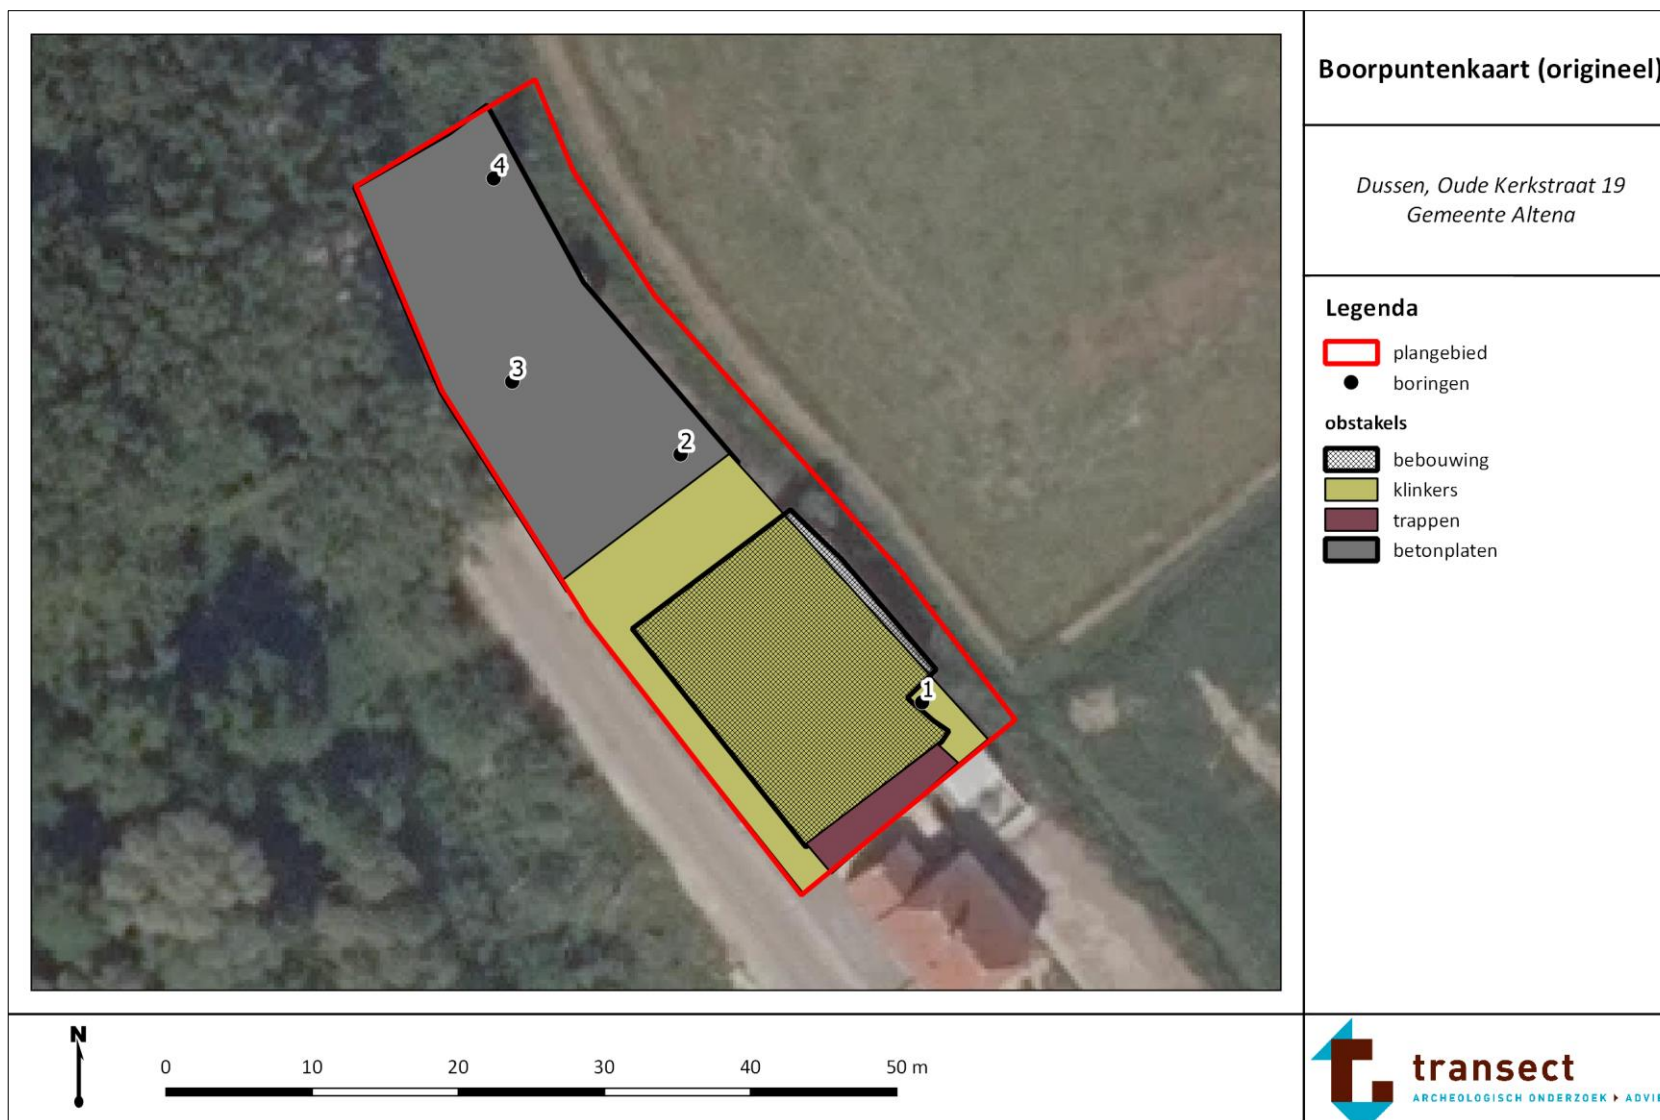 Boorpuntenkaart (origineel)
Dussen, Oude Kerkstraat 19
Gemeente Altena
Legenda
plangebied
boringen
obstakels
bebouwing
klinkers
trappen
betonplaten
4
3
2
1
N
0 10 20 30 40 50 m
transect
ARCHEOLOGISCH ONDERZOEK ▸ ADVIE